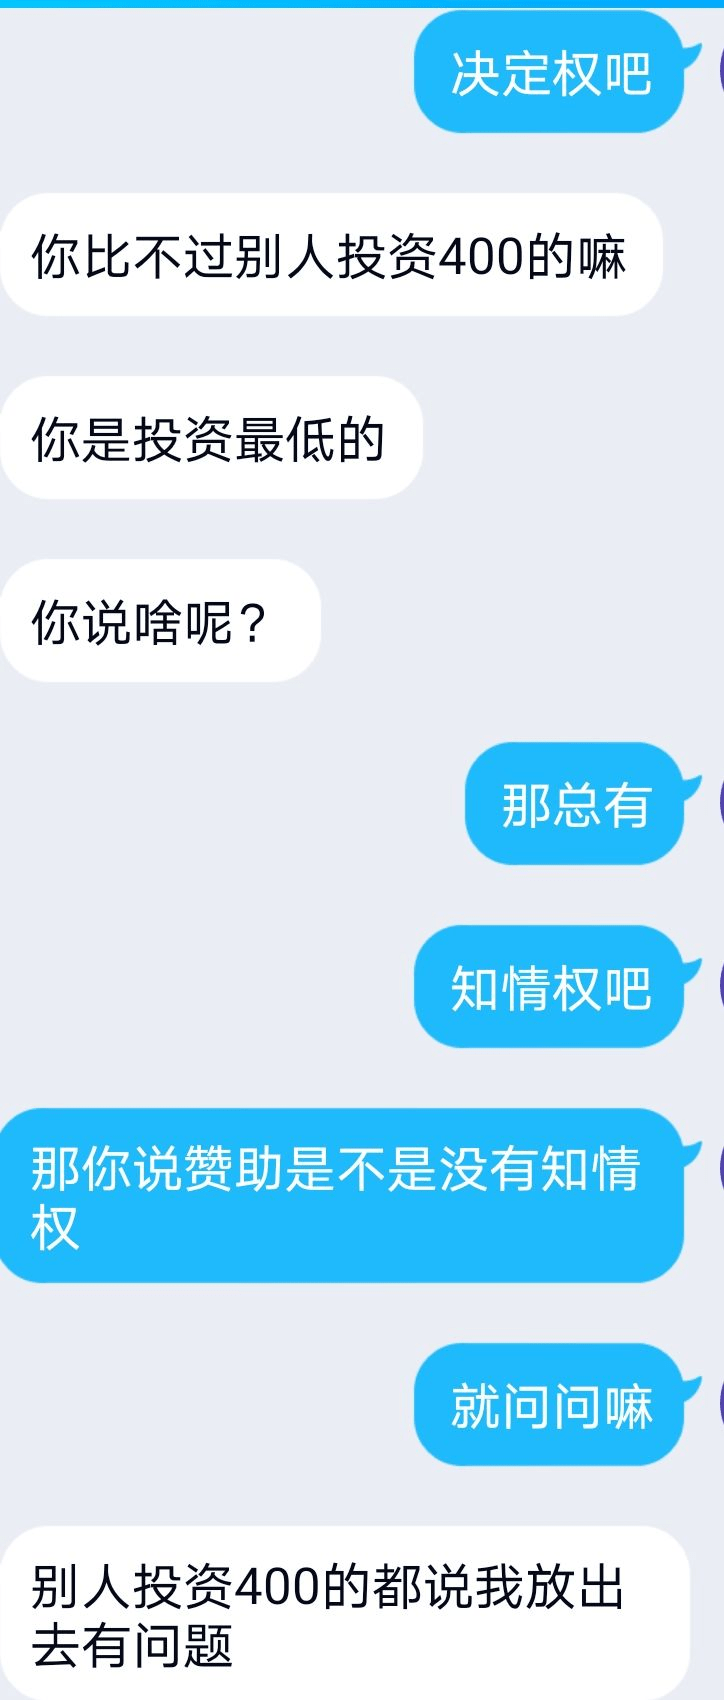 决定权吧
你比不过别人投资400的嘛
你是投资最低的
你说啥呢？
那总有
知情权吧
那你说赞助是不是没有知情
权
就问问嘛
别人投资400的都说我放出
去有问题